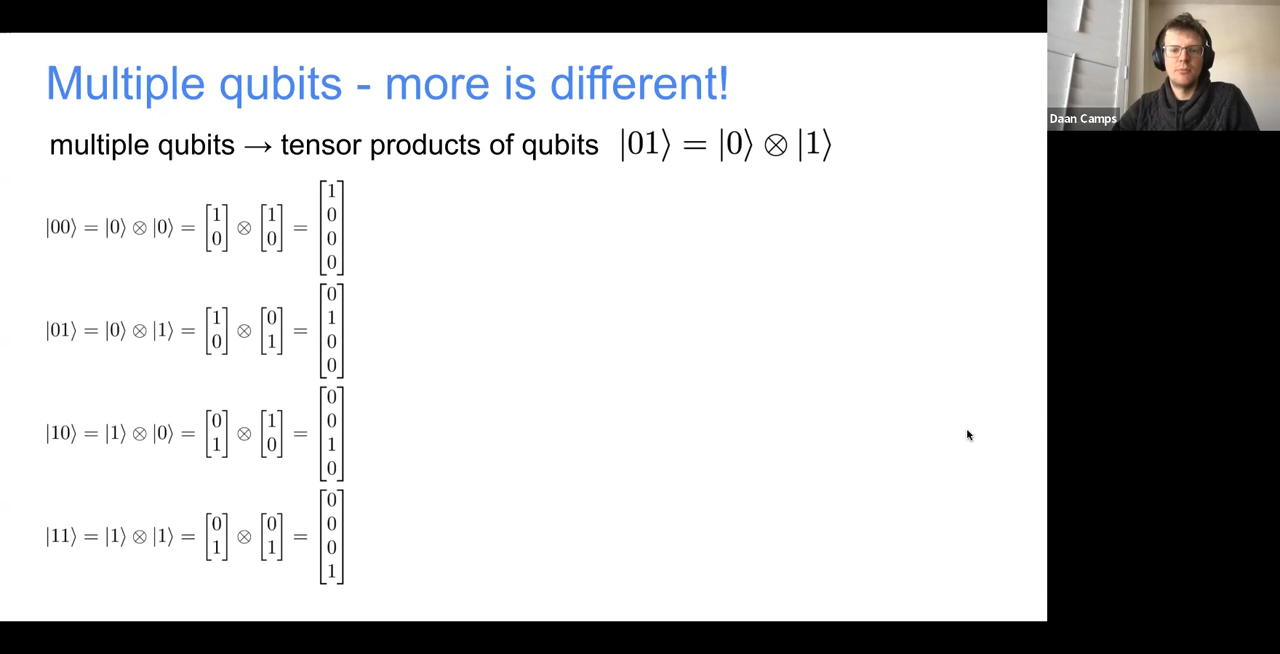 Multiple qubits - more is different!
multiple qubits → tensor products of qubits |01⟩ = |0⟩ ⊗ |1⟩
|00⟩ = |0⟩ ⊗ |0⟩ = [1 0] ⊗ [1 0] = [1 0 0 0]
|01⟩ = |0⟩ ⊗ |1⟩ = [1 0] ⊗ [0 1] = [0 1 0 0]
|10⟩ = |1⟩ ⊗ |0⟩ = [0 1] ⊗ [1 0] = [0 0 1 0]
|11⟩ = |1⟩ ⊗ |1⟩ = [0 1] ⊗ [0 1] = [0 0 0 1]
Daan Camps